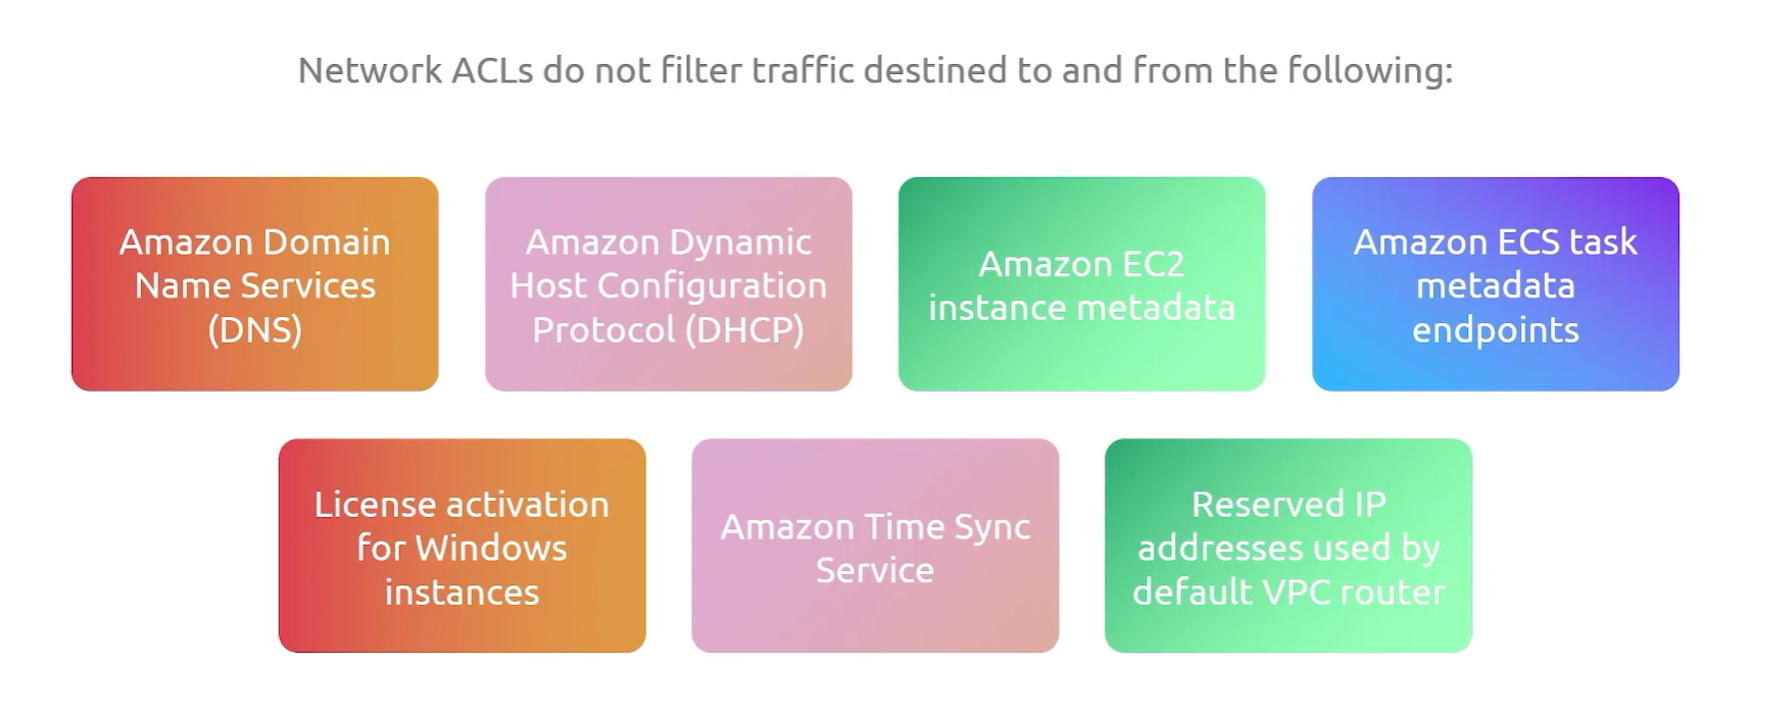 Network ACLs do not filter traffic destined to and from the following:
Amazon Domain
Name Services
(DNS)
Amazon Dynamic
Host Configuration
Protocol (DHCP)
Amazon EC2
instance metadata
Amazon ECS task
metadata
endpoints
License activation
for Windows
instances
Amazon Time Sync
Service
Reserved IP
addresses used by
default VPC router